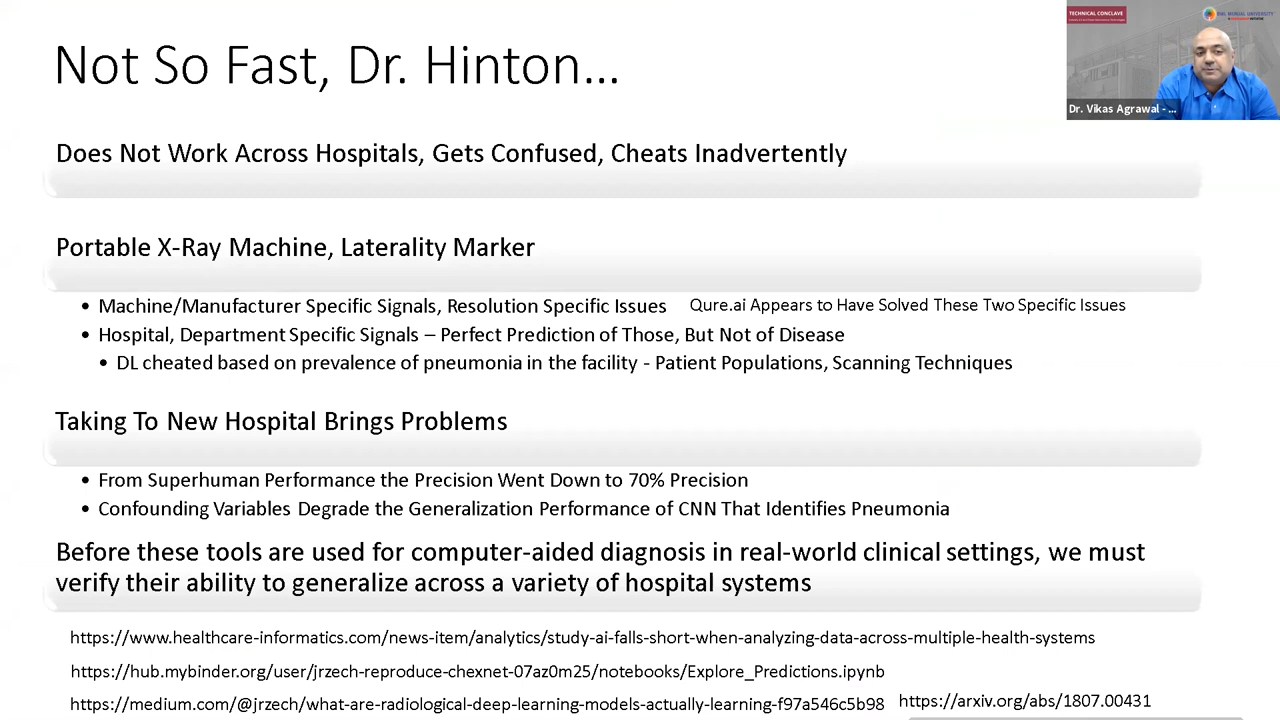 TECHNICAL CONCLAVE
Not So Fast, Dr. Hinton...
Dr. Vikas Agrawal - ...
Does Not Work Across Hospitals, Gets Confused, Cheats Inadvertently
Portable X-Ray Machine, Laterality Marker
• Machine/Manufacturer Specific Signals, Resolution Specific Issues Qure.ai Appears to Have Solved These Two Specific Issues
• Hospital, Department Specific Signals – Perfect Prediction of Those, But Not of Disease
• DL cheated based on prevalence of pneumonia in the facility - Patient Populations, Scanning Techniques
Taking To New Hospital Brings Problems
• From Superhuman Performance the Precision Went Down to 70% Precision
• Confounding Variables Degrade the Generalization Performance of CNN That Identifies Pneumonia
Before these tools are used for computer-aided diagnosis in real-world clinical settings, we must
verify their ability to generalize across a variety of hospital systems
https://www.healthcare-informatics.com/news-item/analytics/study-ai-falls-short-when-analyzing-data-across-multiple-health-systems
https://hub.mybinder.org/user/jrzech-reproduce-chexnet-07az0m25/notebooks/Explore_Predictions.ipynb
https://medium.com/@jrzech/what-are-radiological-deep-learning-models-actually-learning-f97a546c5b98 https://arxiv.org/abs/1807.00431